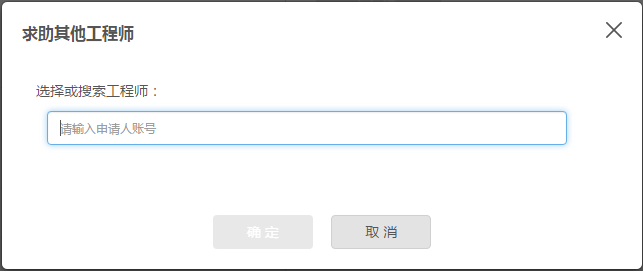 求助其他工程师
选择或搜索工程师：
请输入申请人账号
确 定
取 消